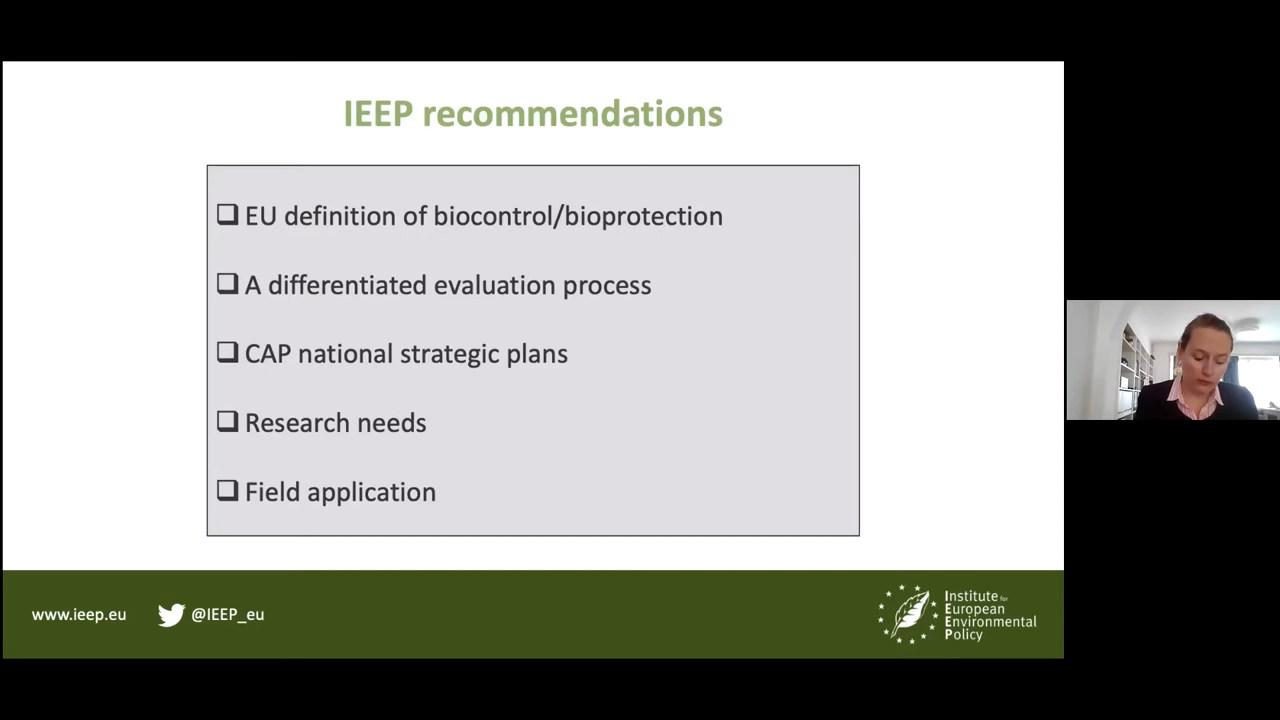 IEEP recommendations
EU definition of biocontrol/bioprotection
A differentiated evaluation process
CAP national strategic plans
Research needs
Field application
www.ieep.eu
@IEEP_eu
Institute for
European
Environmental
Policy